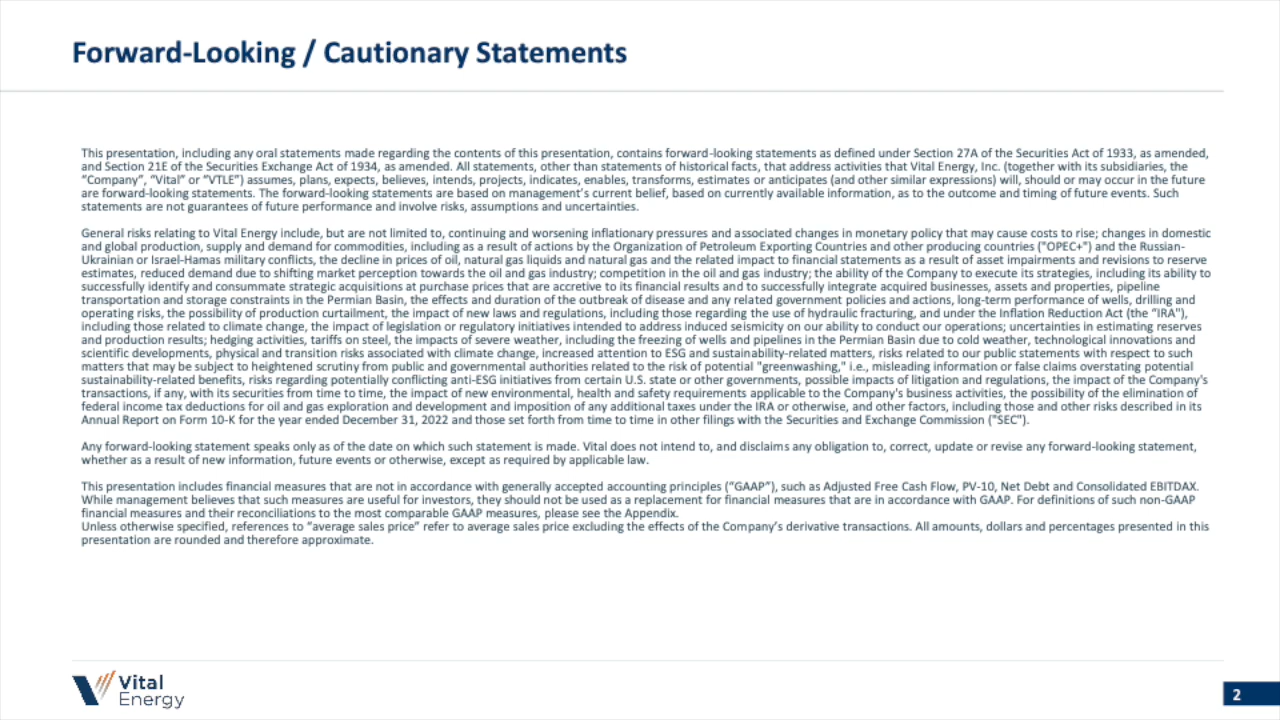 Forward-Looking / Cautionary Statements
This presentation, including any oral statements made regarding the contents of this presentation, contains forward-looking statements as defined under Section 27A of the Securities Act of 1933, as amended,
and Section 21E of the Securities Exchange Act of 1934, as amended. All statements, other than statements of historical facts, that address activities that Vital Energy, Inc. (together with its subsidiaries, the
“Company”, “Vital” or “VTLE”) assumes, plans, expects, believes, intends, projects, indicates, enables, transforms, estimates or anticipates (and other similar expressions) will, should or may occur in the future
are forward-looking statements. The forward-looking statements are based on management’s current belief, based on currently available information, as to the outcome and timing of future events. Such
statements are not guarantees of future performance and involve risks, assumptions and uncertainties.
General risks relating to Vital Energy include, but are not limited to, continuing and worsening inflationary pressures and associated changes in monetary policy that may cause costs to rise; changes in domestic
and global production, supply and demand for commodities, including as a result of actions by the Organization of Petroleum Exporting Countries and other producing countries ("OPEC+") and the Russian-
Ukrainian or Israel-Hamas military conflicts, the decline in prices of oil, natural gas liquids and natural gas and the related impact to financial statements as a result of asset impairments and revisions to reserve
estimates, reduced demand due to shifting market perception towards the oil and gas industry; competition in the oil and gas industry; the ability of the Company to execute its strategies, including its ability to
successfully identify and consummate strategic acquisitions at purchase prices that are accretive to its financial results and to successfully integrate acquired businesses, assets and properties, pipeline
transportation and storage constraints in the Permian Basin, the effects and duration of the outbreak of disease and any related government policies and actions, long-term performance of wells, drilling and
operating risks, the possibility of production curtailment, the impact of new laws and regulations, including those regarding the use of hydraulic fracturing, and under the Inflation Reduction Act (the “IRA"),
including those related to climate change, the impact of legislation or regulatory initiatives intended to address induced seismicity on our ability to conduct our operations; uncertainties in estimating reserves
and production results; hedging activities, tariffs on steel, the impacts of severe weather, including the freezing of wells and pipelines in the Permian Basin due to cold weather, technological innovations and
scientific developments, physical and transition risks associated with climate change, increased attention to ESG and sustainability-related matters, risks related to our public statements with respect to such
matters that may be subject to heightened scrutiny from public and governmental authorities related to the risk of potential "greenwashing," i.e., misleading information or false claims overstating potential
sustainability-related benefits, risks regarding potentially conflicting anti-ESG initiatives from certain U.S. state or other governments, possible impacts of litigation and regulations, the impact of the Company's
transactions, if any, with its securities from time to time, the impact of new environmental, health and safety requirements applicable to the Company's business activities, the possibility of the elimination of
federal income tax deductions for oil and gas exploration and development and imposition of any additional taxes under the IRA or otherwise, and other factors, including those and other risks described in its
Annual Report on Form 10-K for the year ended December 31, 2022 and those set forth from time to time in other filings with the Securities and Exchange Commission ("SEC").
Any forward-looking statement speaks only as of the date on which such statement is made. Vital does not intend to, and disclaims any obligation to, correct, update or revise any forward-looking statement,
whether as a result of new information, future events or otherwise, except as required by applicable law.
This presentation includes financial measures that are not in accordance with generally accepted accounting principles (“GAAP”), such as Adjusted Free Cash Flow, PV-10, Net Debt and Consolidated EBITDAX.
While management believes that such measures are useful for investors, they should not be used as a replacement for financial measures that are in accordance with GAAP. For definitions of such non-GAAP
financial measures and their reconciliations to the most comparable GAAP measures, please see the Appendix.
Unless otherwise specified, references to “average sales price” refer to average sales price excluding the effects of the Company’s derivative transactions. All amounts, dollars and percentages presented in this
presentation are rounded and therefore approximate.
Vital
Energy
2